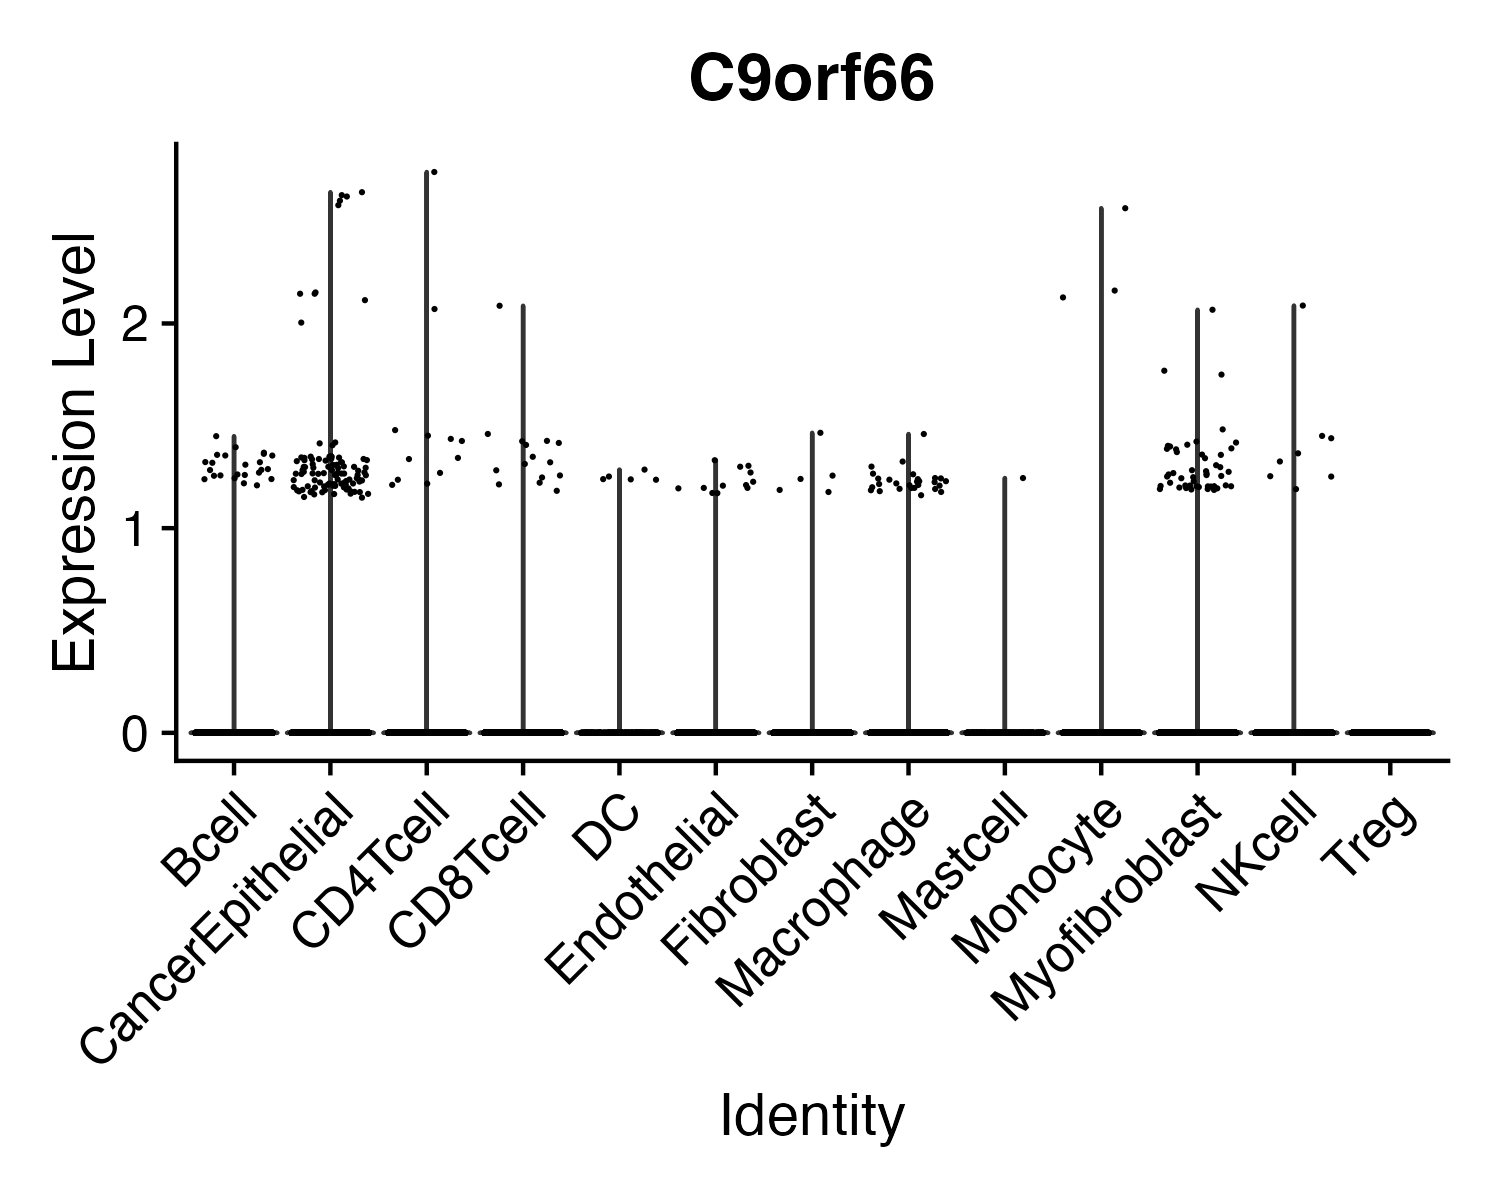 C9orf66
Expression Level
2
1
0
Bcell
CancerEpithelial
CD4Tcell
CD8Tcell
DC
Endothelial
Fibroblast
Macrophage
Mastcell
Monocyte
Myofibroblast
NKcell
Treg
Identity